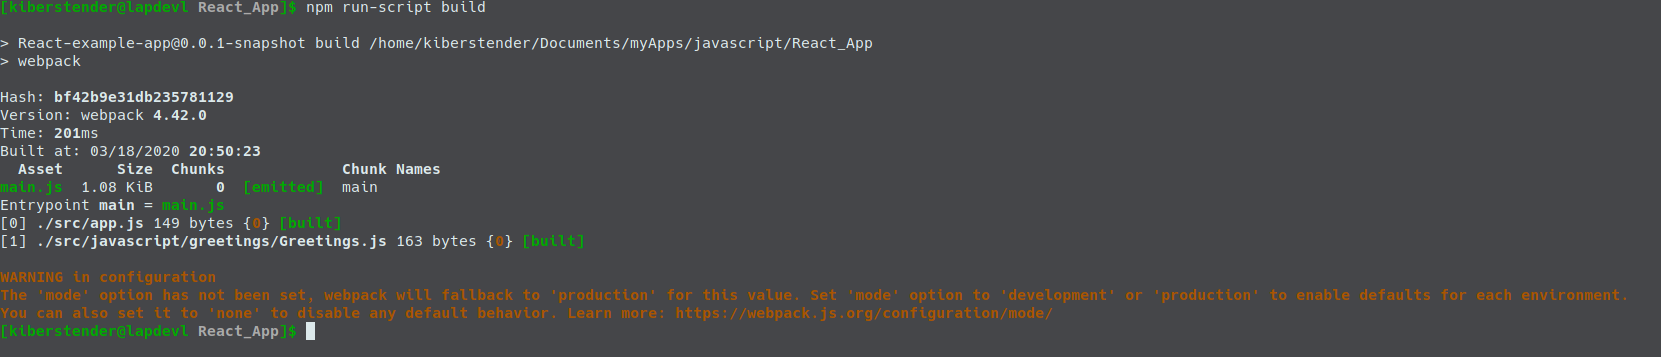 [kiberstender@lapdevl React_App]$ npm run-script build
> React-example-app@0.0.1-snapshot build /home/kiberstender/Documents/myApps/javascript/React_App
> webpack
Hash: bf42b9e31db235781129
Version: webpack 4.42.0
Time: 201ms
Built at: 03/18/2020 20:50:23
  Asset      Size  Chunks             Chunk Names
main.js  1.08 KiB       0  [emitted]  main
Entrypoint main = main.js
[0] ./src/app.js 149 bytes {0} [built]
[1] ./src/javascript/greetings/Greetings.js 163 bytes {0} [built]
WARNING in configuration
The 'mode' option has not been set, webpack will fallback to 'production' for this value. Set 'mode' option to 'development' or 'production' to enable defaults for each environment.
You can also set it to 'none' to disable any default behavior. Learn more: https://webpack.js.org/configuration/mode/
[kiberstender@lapdevl React_App]$